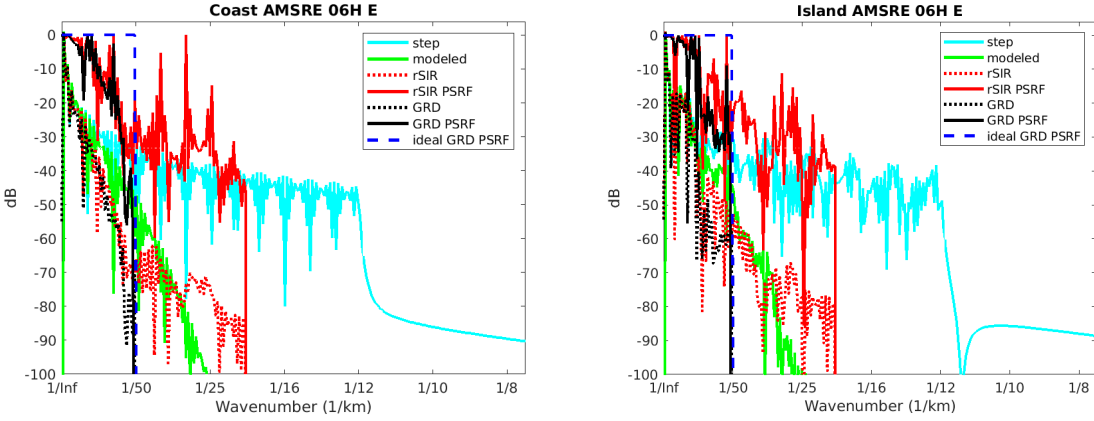 Coast AMSRE 06H E
0
-10
-20
-30
-40
-50
-60
-70
-80
-90
-100
dB
step
modeled
rSIR
rSIR PSRF
GRD
GRD PSRF
ideal GRD PSRF
1/Inf 1/50 1/25 1/16 1/12 1/10 1/8
Wavenumber (1/km)
Island AMSRE 06H E
0
-10
-20
-30
-40
-50
-60
-70
-80
-90
-100
dB
step
modeled
rSIR
rSIR PSRF
GRD
GRD PSRF
ideal GRD PSRF
1/Inf 1/50 1/25 1/16 1/12 1/10 1/8
Wavenumber (1/km)